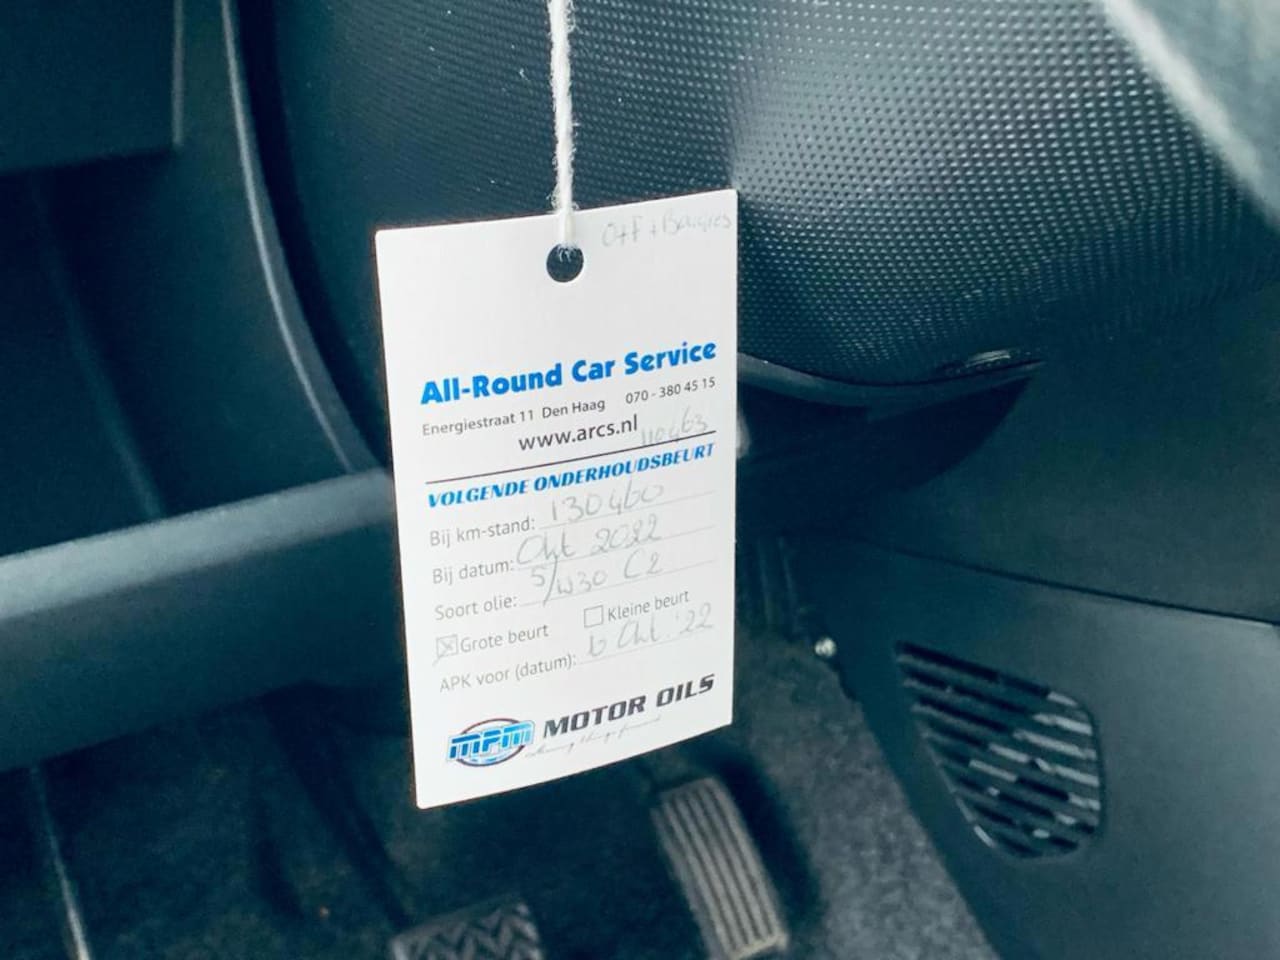 O+F + Bougies
All-Round Car Service
Energiestraat 11 Den Haag 070 - 380 45 15
www.arcs.nl
110463
VOLGENDE ONDERHOUDSBEURT
Bij km-stand: 130460
Bij datum: Okt 2022
Soort olie: 5/W30 C2
Grote beurt Kleine beurt
APK voor (datum): 6 Okt. '22
MPM MOTOR OILS